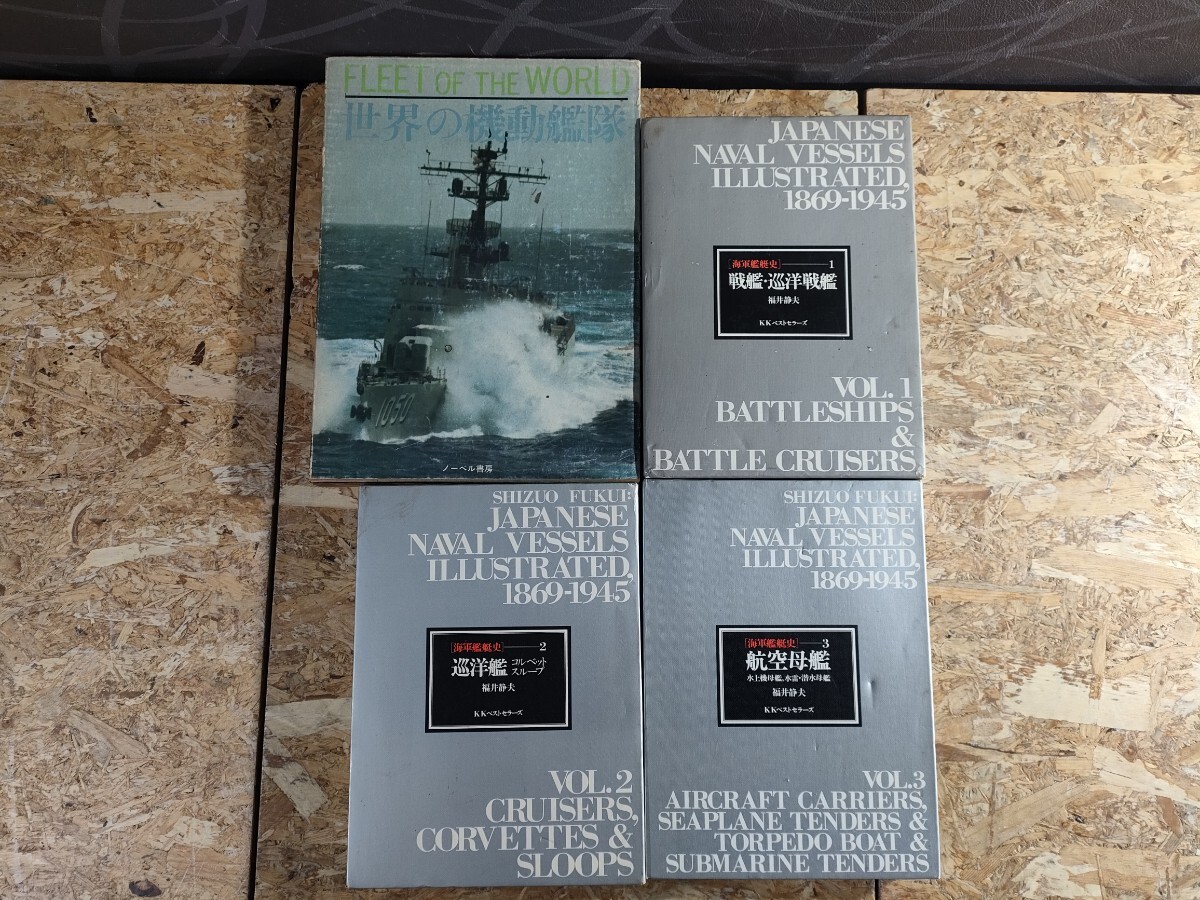 FLEET OF THE WORLD
世界の機動艦隊
1050
ノーベル書房
JAPANESE
NAVAL VESSELS
ILLUSTRATED,
1869-1945
[海軍艦艇史]——1
戦艦・巡洋戦艦
福井静夫
KKベストセラーズ
VOL. 1
BATTLESHIPS
&
BATTLE CRUISERS
SHIZUO FUKUI:
JAPANESE
NAVAL VESSELS
ILLUSTRATED,
1869-1945
[海軍艦艇史]——2
巡洋艦 コルベット
スループ
福井静夫
KKベストセラーズ
VOL. 2
CRUISERS,
CORVETTES &
SLOOPS
SHIZUO FUKUI:
JAPANESE
NAVAL VESSELS
ILLUSTRATED,
1869-1945
[海軍艦艇史]——3
航空母艦
水上機母艦、水雷・潜水母艦
福井静夫
KKベストセラーズ
VOL.3
AIRCRAFT CARRIERS,
SEAPLANE TENDERS &
TORPEDO BOAT &
SUBMARINE TENDERS